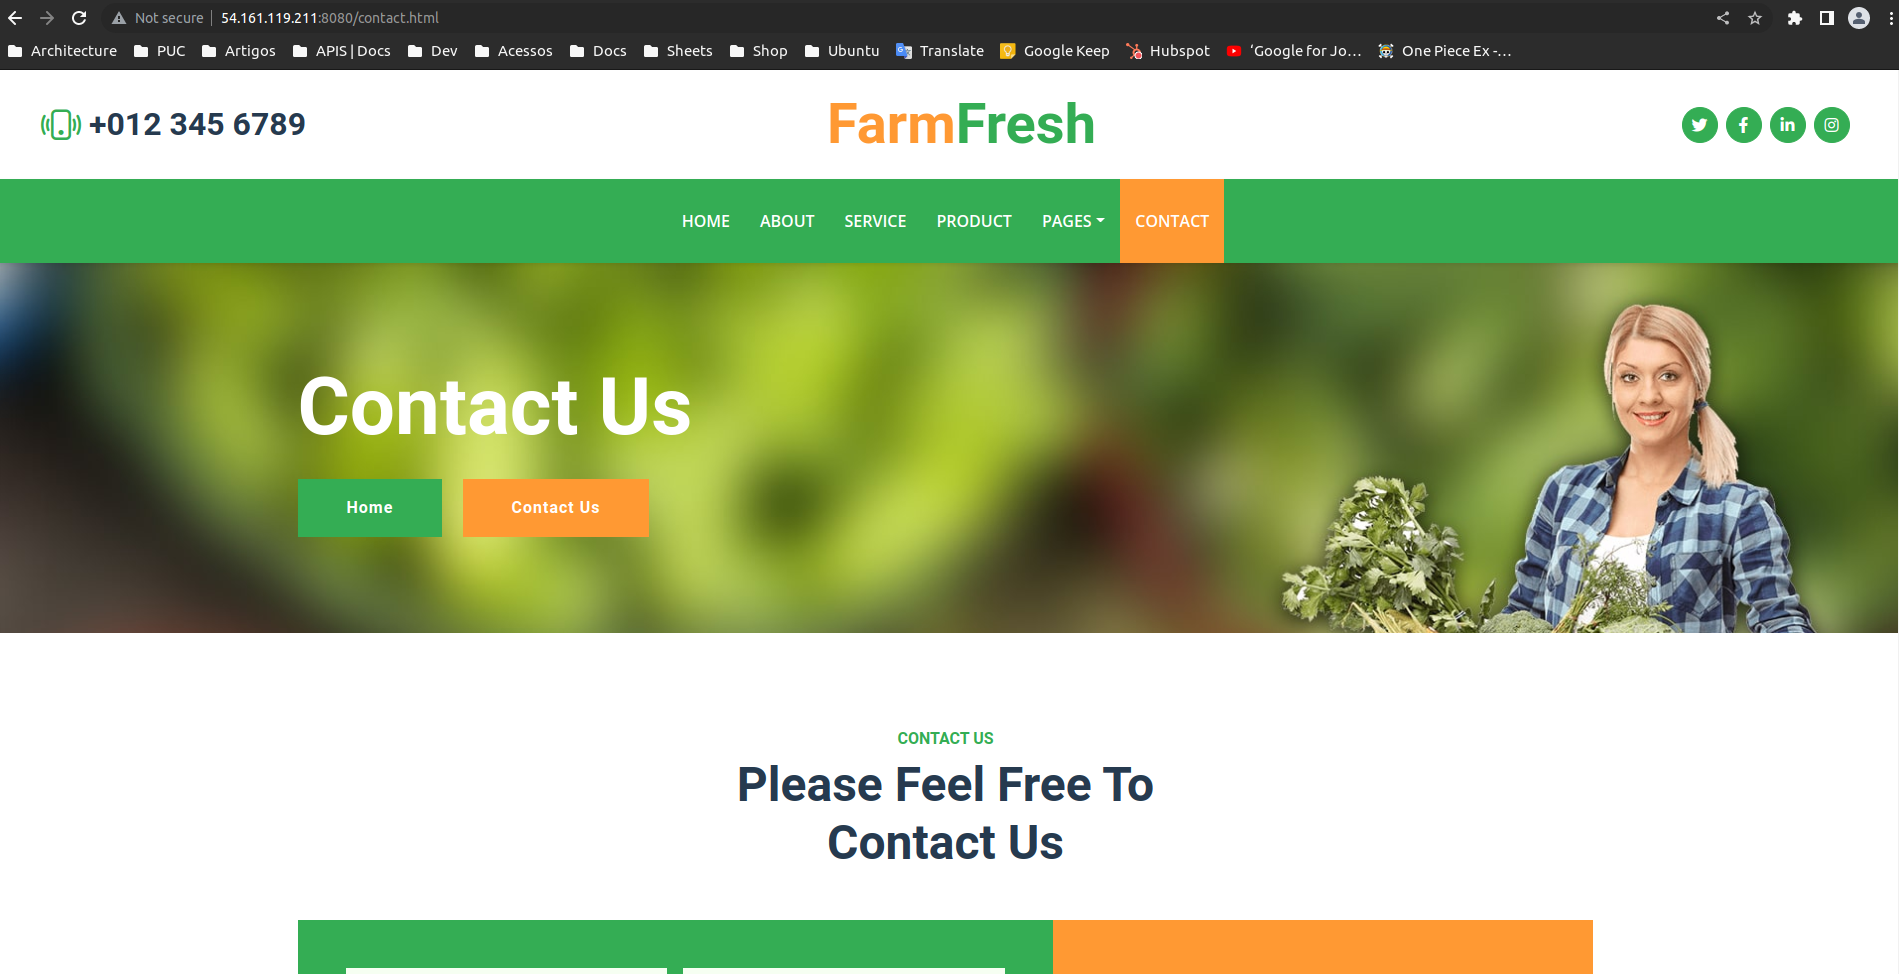 Not secure | 54.161.119.211:8080/contact.html
Architecture PUC Artigos APIS | Docs Dev Acessos Docs Sheets Shop Ubuntu Translate Google Keep Hubspot ‘Google for Jo… One Piece Ex -…
+012 345 6789
FarmFresh
HOME ABOUT SERVICE PRODUCT PAGES CONTACT
Contact Us
Home Contact Us
CONTACT US
Please Feel Free To
Contact Us